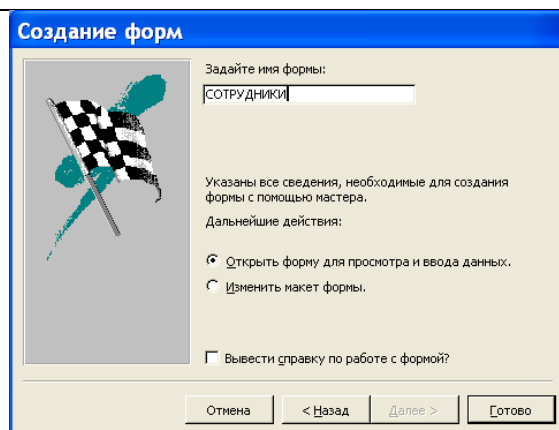 Создание форм
Задайте имя формы:
СОТРУДНИКИ
Указаны все сведения, необходимые для создания
формы с помощью мастера.
Дальнейшие действия:
Открыть форму для просмотра и ввода данных.
Изменить макет формы.
Вывести справку по работе с формой?
Отмена < Назад Далее > Готово